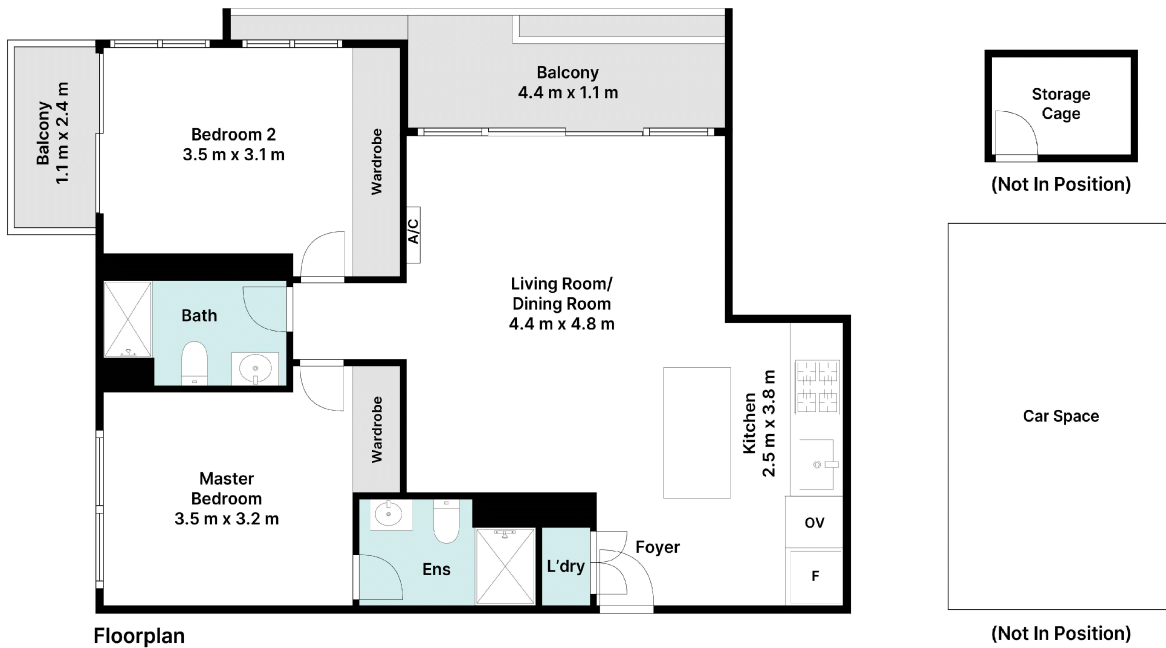 Balcony
1.1 m x 2.4 m
Bedroom 2
3.5 m x 3.1 m
Wardrobe
Balcony
4.4 m x 1.1 m
A/C
Living Room/
Dining Room
4.4 m x 4.8 m
Bath
Wardrobe
Master
Bedroom
3.5 m x 3.2 m
Ens
L'dry
Foyer
Kitchen
2.5 m x 3.8 m
OV
F
Floorplan
Storage
Cage
(Not In Position)
Car Space
(Not In Position)